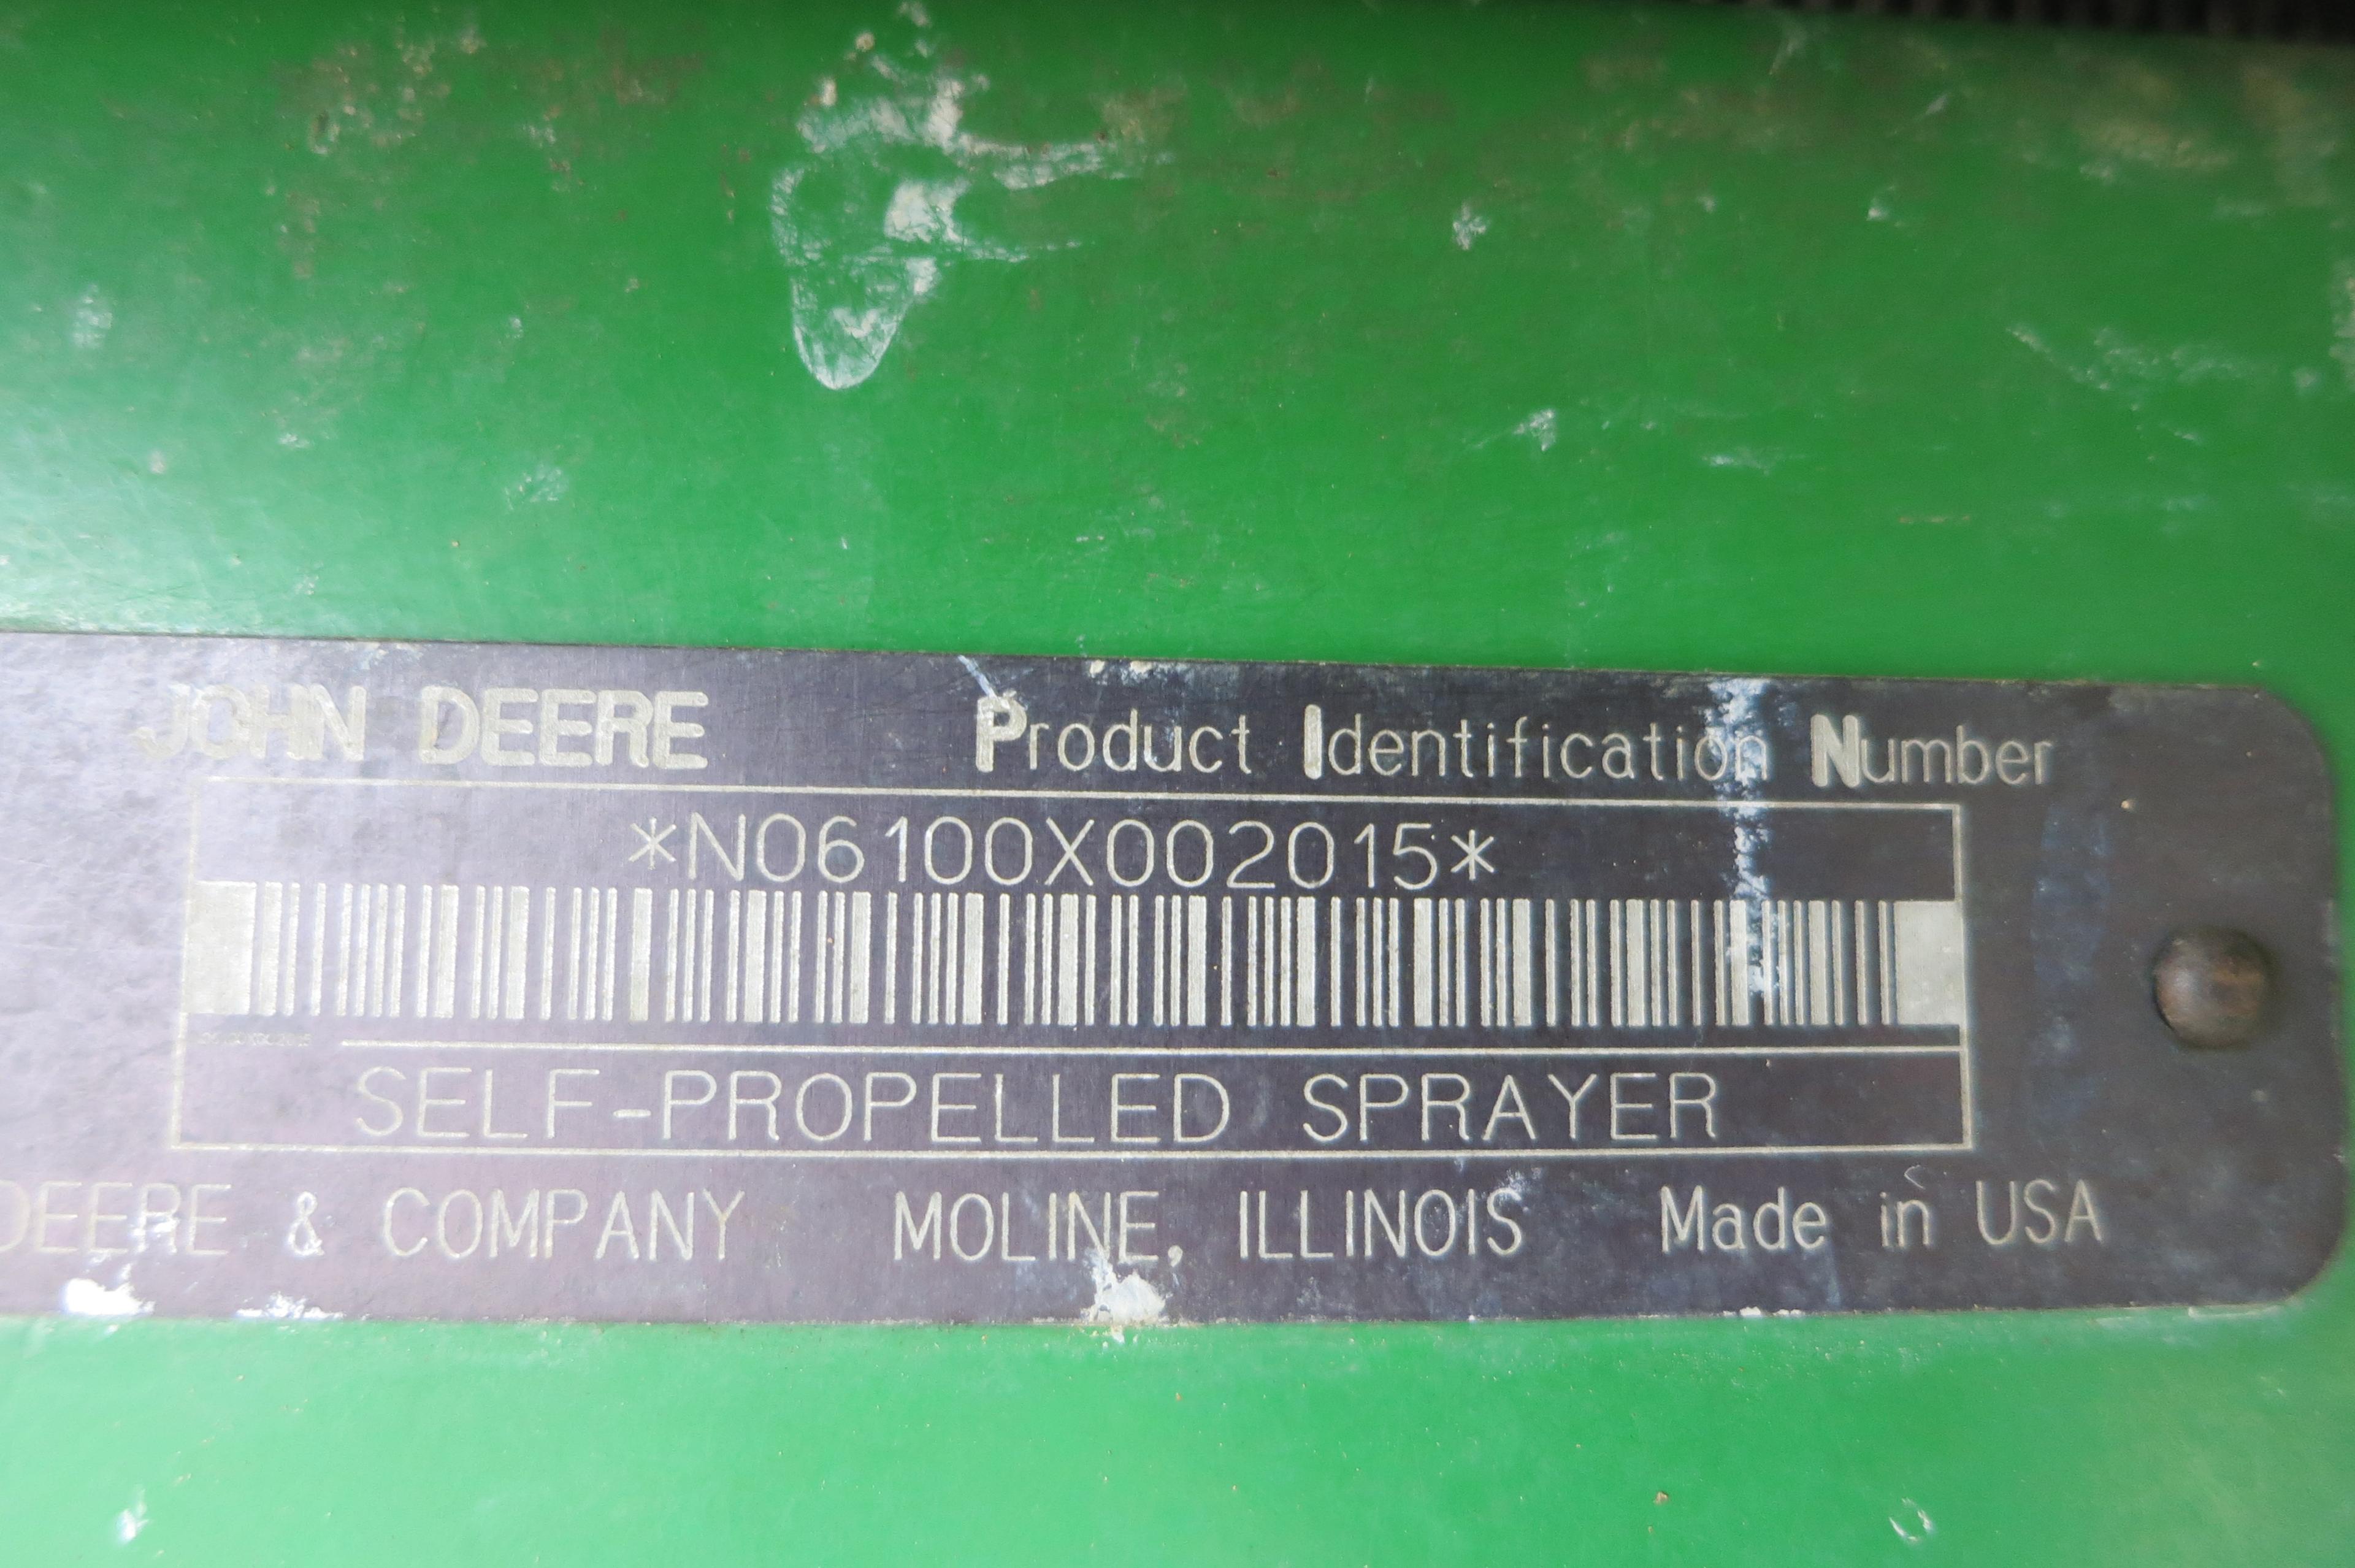 JOHN DEERE Product Identification Number
*N06100X002015*
SELF-PROPELLED SPRAYER
DEERE & COMPANY MOLINE, ILLINOIS Made in USA